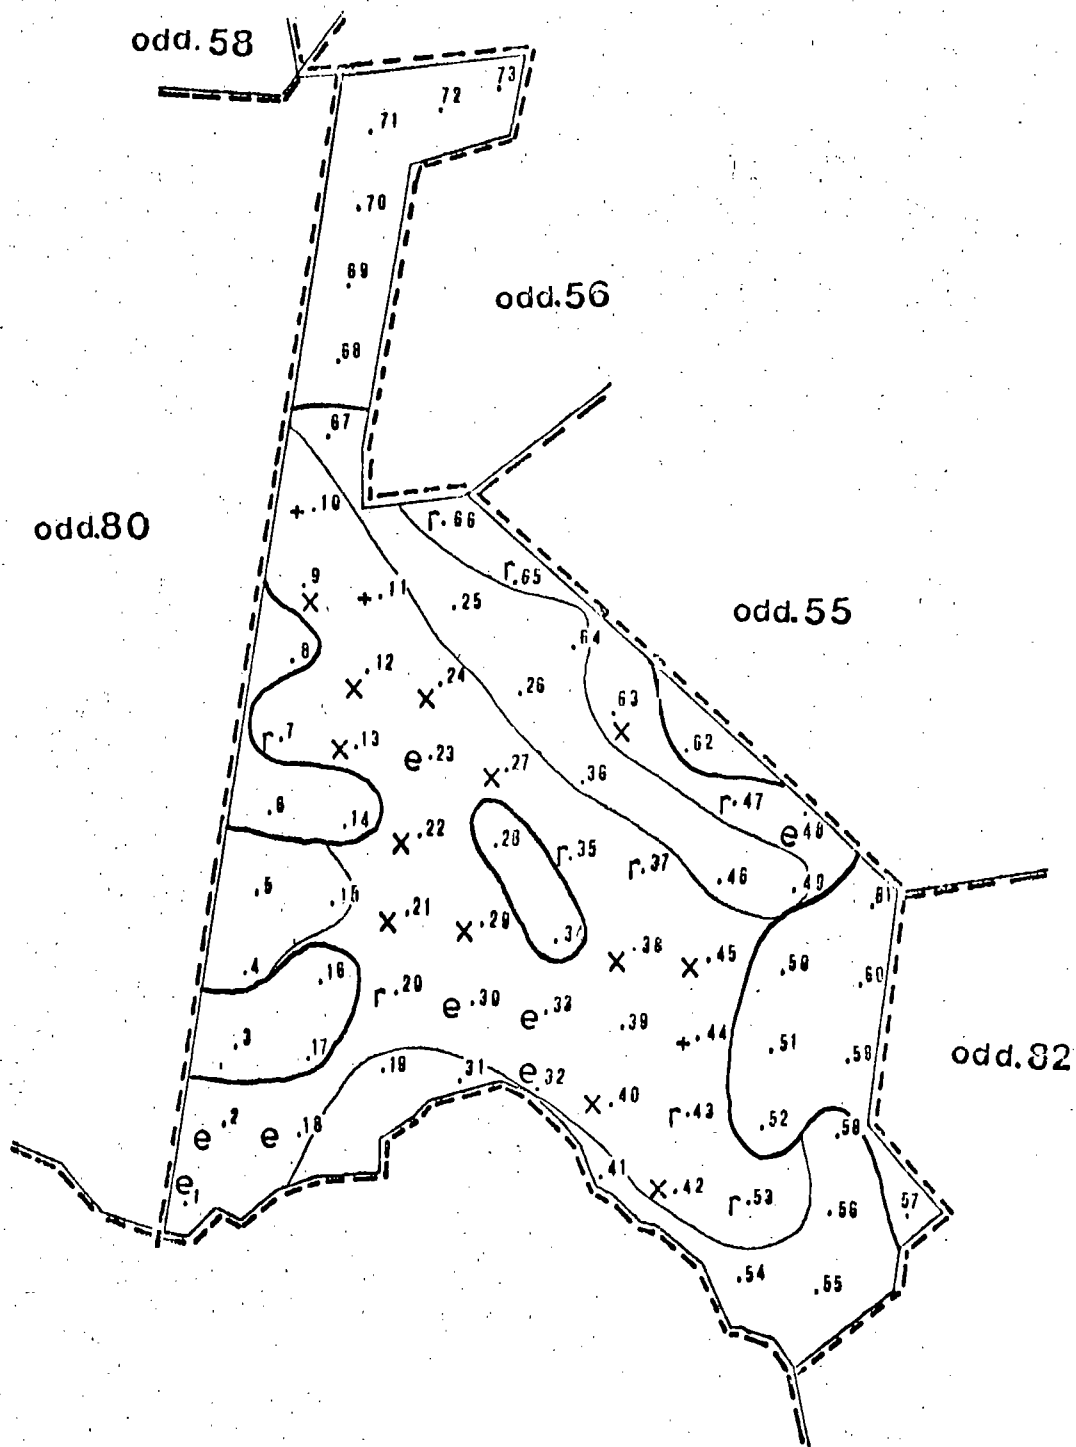 odd. 58
73
72
.71
.70
69
odd.56
.68
67
+ .10
r.66
odd.80
.9
r.65
X
+ .11
.25
odd.55
.64
.8
.12
X
.24
X
.26
.63
X
r.7
X .13
e.23
.62
X .27
.36
.6
.14
r.47
X .22
.28
e 48
r.35
r.37
.5
.46
.49
.15
.61
X .21
X .29
.34
X .38
X .45
.4
.16
.50
.60
r.20
e .30
e .33
.39
+ .44
.3
.17
.51
.59
odd.82
.19
.31
e .32
X .40
r.43
.2
e
e .18
.52
.58
.41
X .42
e
.1
r.53
.56
57
.54
.55